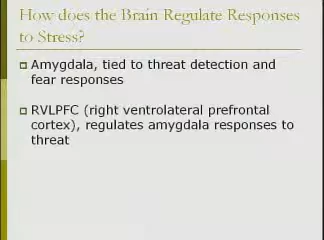 How does the Brain Regulate Responses
to Stress?
Amygdala, tied to threat detection and
fear responses
RVLPFC (right ventrolateral prefrontal
cortex), regulates amygdala responses to
threat